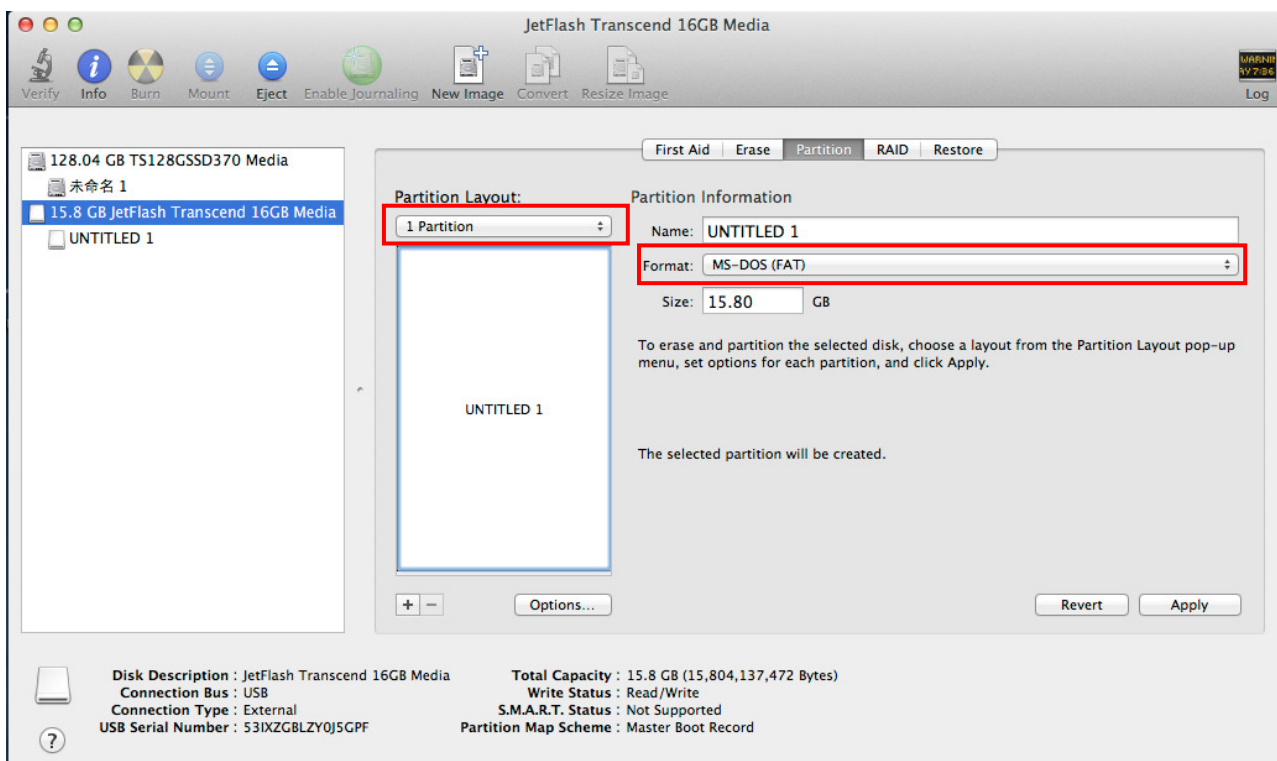 JetFlash Transcend 16GB Media
Verify Info Burn Mount Eject Enable Journaling New Image Convert Resize Image Log
WARNIN
AY 7:36
First Aid Erase Partition RAID Restore
128.04 GB TS128GSSD370 Media
未命名 1
15.8 GB JetFlash Transcend 16GB Media
UNTITLED 1
Partition Layout:
1 Partition
UNTITLED 1
+ − Options...
Partition Information
Name: UNTITLED 1
Format: MS-DOS (FAT)
Size: 15.80 GB
To erase and partition the selected disk, choose a layout from the Partition Layout pop-up
menu, set options for each partition, and click Apply.
The selected partition will be created.
Revert Apply
Disk Description : JetFlash Transcend 16GB Media
Connection Bus : USB
Connection Type : External
USB Serial Number : 53IXZGBLZY0J5GPF
Total Capacity : 15.8 GB (15,804,137,472 Bytes)
Write Status : Read/Write
S.M.A.R.T. Status : Not Supported
Partition Map Scheme : Master Boot Record
?